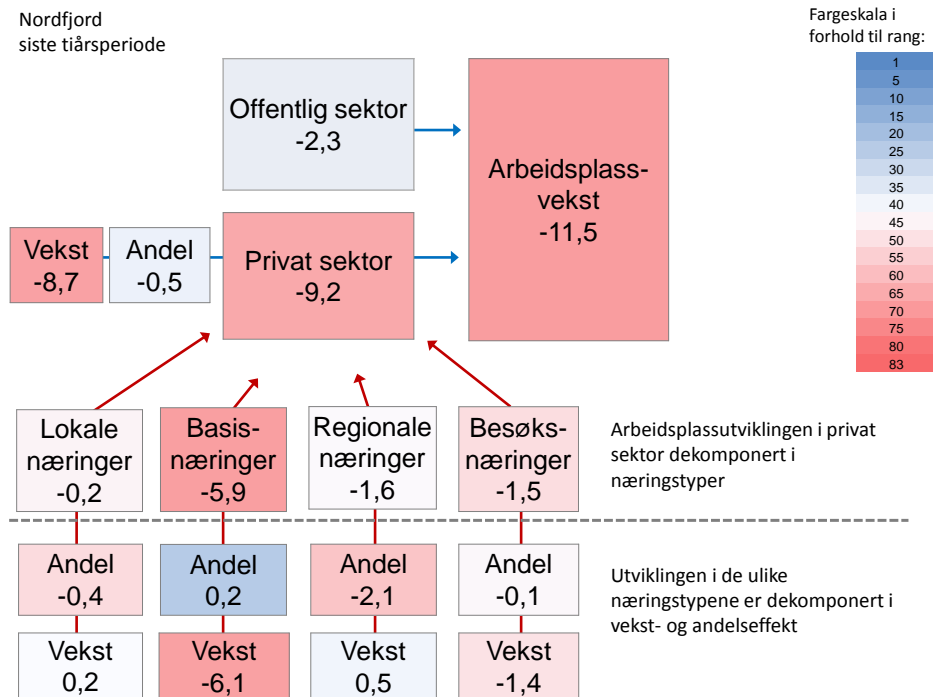 Nordfjord
siste tiårsperiode
Fargeskala i
forhold til rang:
1
5
10
15
20
25
30
35
40
45
50
55
60
65
70
75
80
83
Offentlig sektor
-2,3
Arbeidsplass-
vekst
-11,5
Vekst
-8,7
Andel
-0,5
Privat sektor
-9,2
Lokale
næringer
-0,2
Basis-
næringer
-5,9
Regionale
næringer
-1,6
Besøks-
næringer
-1,5
Arbeidsplassutviklingen i privat
sektor dekomponert i
næringstyper
Andel
-0,4
Andel
0,2
Andel
-2,1
Andel
-0,1
Utviklingen i de ulike
næringstypene er dekomponert i
vekst- og andelseffekt
Vekst
0,2
Vekst
-6,1
Vekst
0,5
Vekst
-1,4